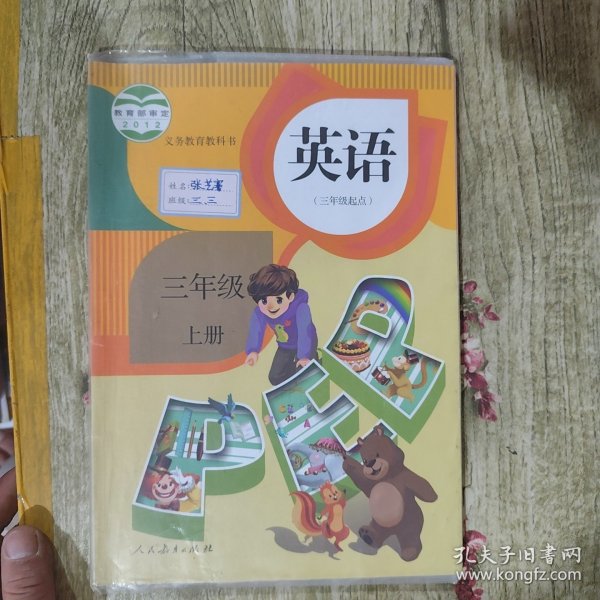 教育部审定
2012
义务教育教科书
英语
（三年级起点）
姓名：张
班级：三、三
三年级
上册
PEP
人民教育出版社
孔夫子旧书网
www.kongfz.com